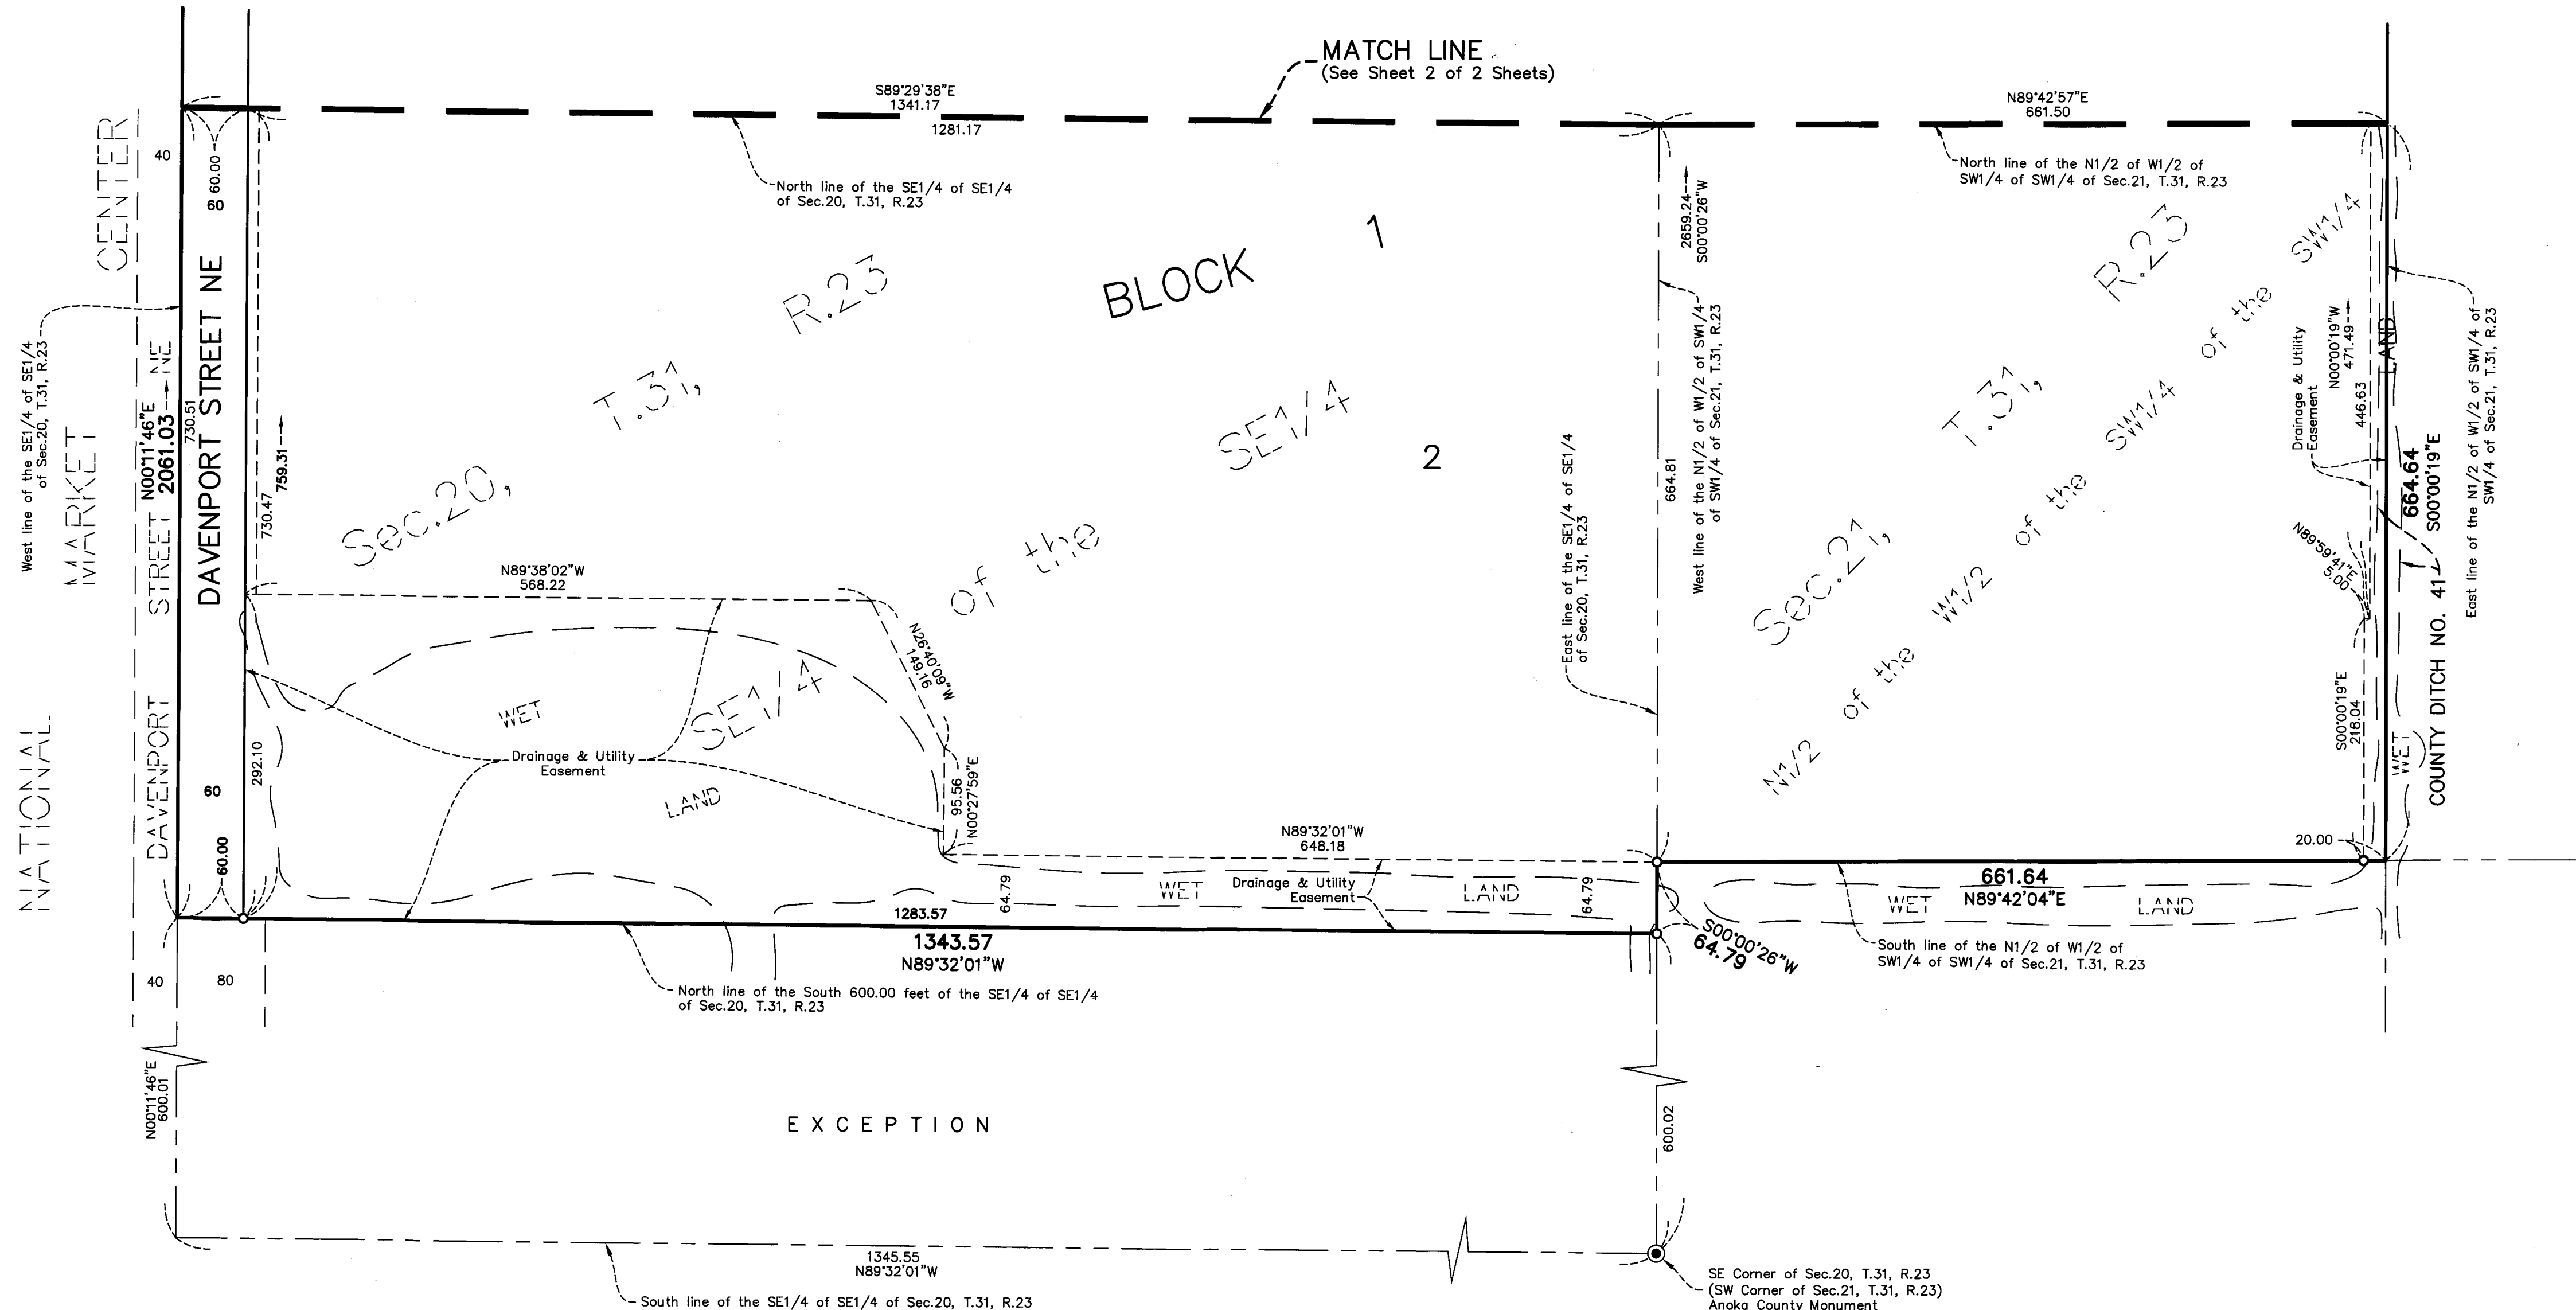 MATCH LINE
(See Sheet 2 of 2 Sheets)
S89°29'38"E
1341.17
1281.17
N89°42'57"E
661.50
North line of the SE1/4 of SE1/4
of Sec.20, T.31, R.23
North line of the N1/2 of W1/2 of
SW1/4 of SW1/4 of Sec.21, T.31, R.23
CENTER
MARKET
NATIONAL
40
60.00
60
DAVENPORT STREET NE
DAVENPORT STREET NE
West line of the SE1/4 of SE1/4
of Sec.20, T.31, R.23
N00°11'46"E
2061.03
730.51
730.47
759.31
BLOCK 1
2
Sec.20, T.31, R.23
SE1/4 of the SE1/4
2659.24
S00°00'26"W
West line of the N1/2 of W1/2 of SW1/4
of SW1/4 of Sec.21, T.31, R.23
664.81
East line of the SE1/4 of SE1/4
of Sec.20, T.31, R.23
Sec.21, T.31, R.23
N1/2 of the W1/2 of the SW1/4 of the SW1/4
Drainage & Utility
Easement
N00°00'19"W
471.49
446.63
LAND
664.64
S00°00'19"E
East line of the N1/2 of W1/2 of SW1/4 of
SW1/4 of Sec.21, T.31, R.23
N89°59'41"E
5.00
COUNTY DITCH NO. 41
S00°00'19"E
218.04
WET
20.00
N89°38'02"W
568.22
N26°40'09"W
149.16
WET
LAND
Drainage & Utility
Easement
95.56
N00°27'59"E
292.10
60
60.00
N89°32'01"W
648.18
64.79
WET
Drainage & Utility
Easement
LAND
64.79
1283.57
1343.57
N89°32'01"W
S00°00'26"W
64.79
661.64
N89°42'04"E
WET
LAND
South line of the N1/2 of W1/2 of
SW1/4 of SW1/4 of Sec.21, T.31, R.23
40
80
North line of the South 600.00 feet of the SE1/4 of SE1/4
of Sec.20, T.31, R.23
N00°11'46"E
600.01
EXCEPTION
600.02
1345.55
N89°32'01"W
South line of the SE1/4 of SE1/4 of Sec.20, T.31, R.23
SE Corner of Sec.20, T.31, R.23
(SW Corner of Sec.21, T.31, R.23)
Anoka County Monument